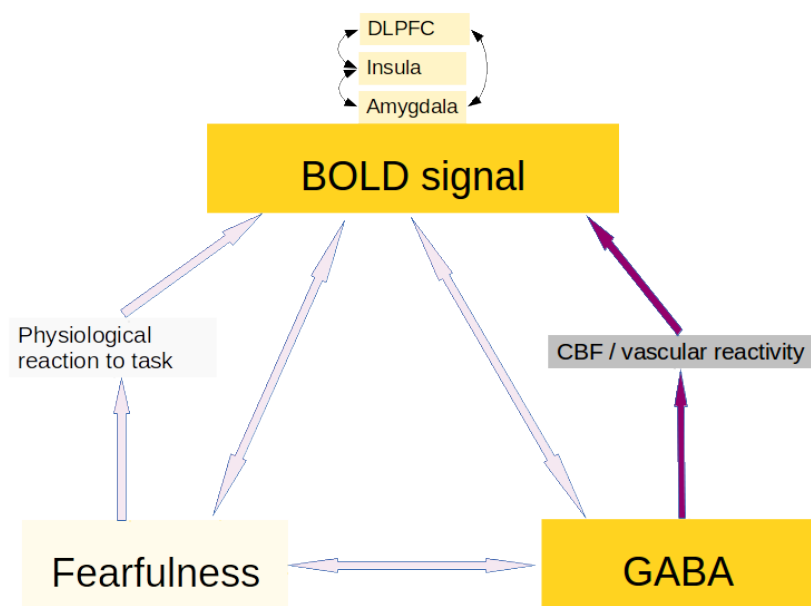 DLPFC
Insula
Amygdala
BOLD signal
Physiological
reaction to task
CBF / vascular reactivity
Fearfulness
GABA